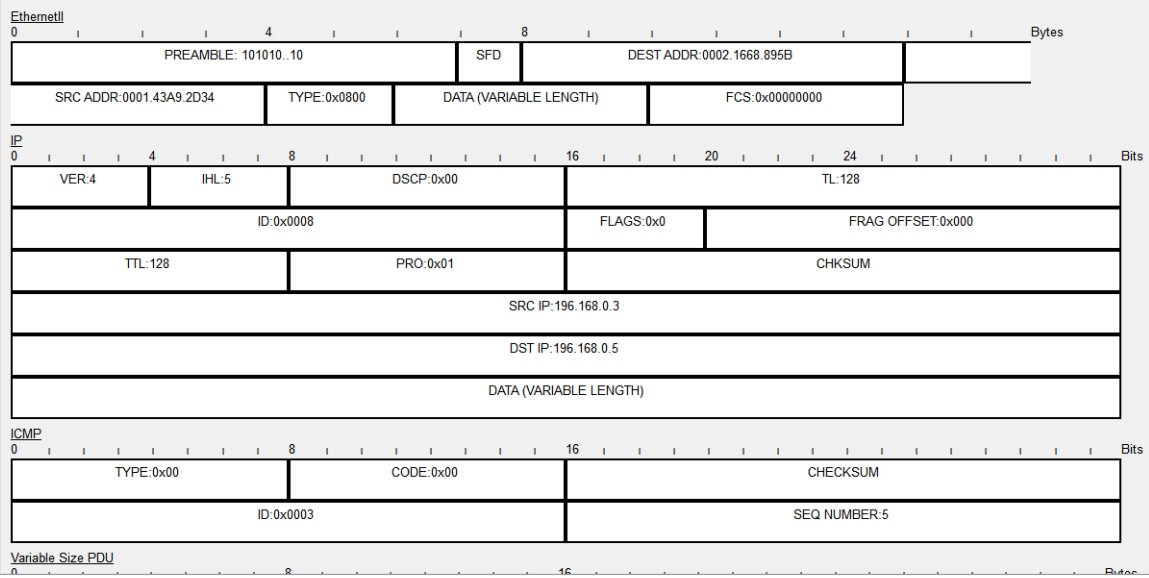 EthernetII
0 4 8 Bytes
PREAMBLE: 101010..10 SFD DEST ADDR:0002.1668.895B
SRC ADDR:0001.43A9.2D34 TYPE:0x0800 DATA (VARIABLE LENGTH) FCS:0x00000000
IP
0 4 8 16 20 24 Bits
VER:4 IHL:5 DSCP:0x00 TL:128
ID:0x0008 FLAGS:0x0 FRAG OFFSET:0x000
TTL:128 PRO:0x01 CHKSUM
SRC IP:196.168.0.3
DST IP:196.168.0.5
DATA (VARIABLE LENGTH)
ICMP
0 8 16 Bits
TYPE:0x00 CODE:0x00 CHECKSUM
ID:0x0003 SEQ NUMBER:5
Variable Size PDU
0 8 16 Bytes